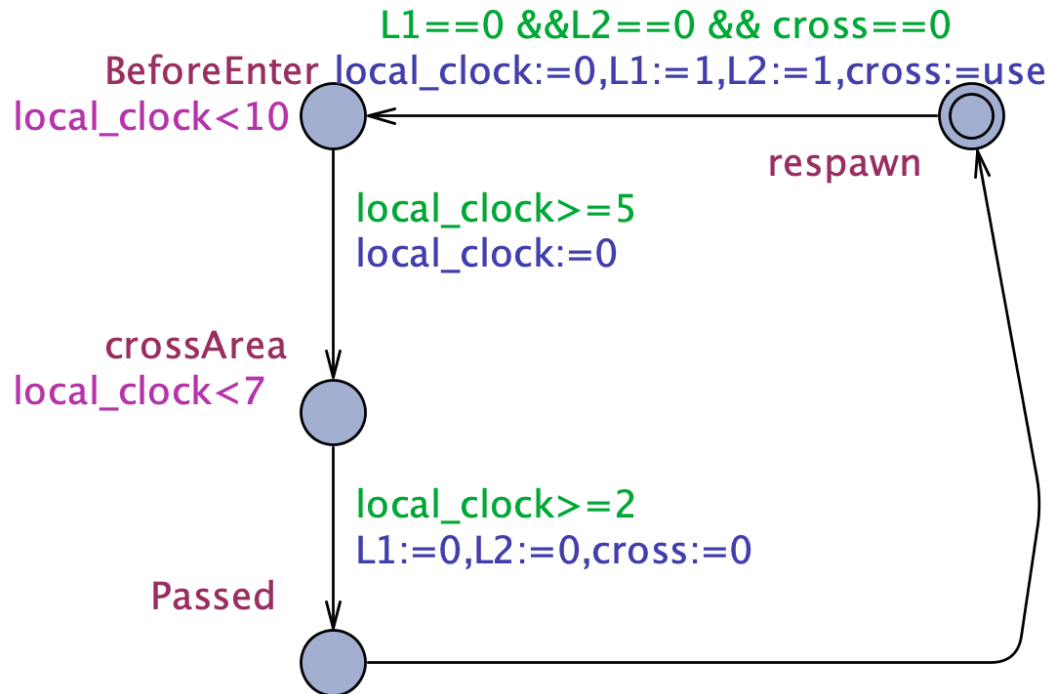 L1==0 &&L2==0 && cross==0
BeforeEnter local_clock:=0,L1:=1,L2:=1,cross:=use
local_clock<10
respawn
local_clock>=5
local_clock:=0
crossArea
local_clock<7
local_clock>=2
L1:=0,L2:=0,cross:=0
Passed